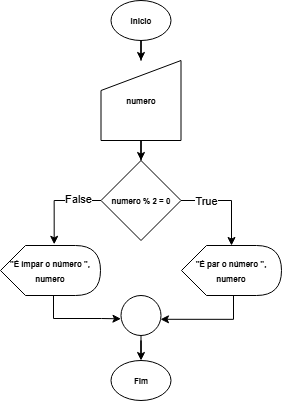 Inicio
numero
numero % 2 = 0
False
True
"É impar o número ",
numero
"É par o número ",
numero
Fim